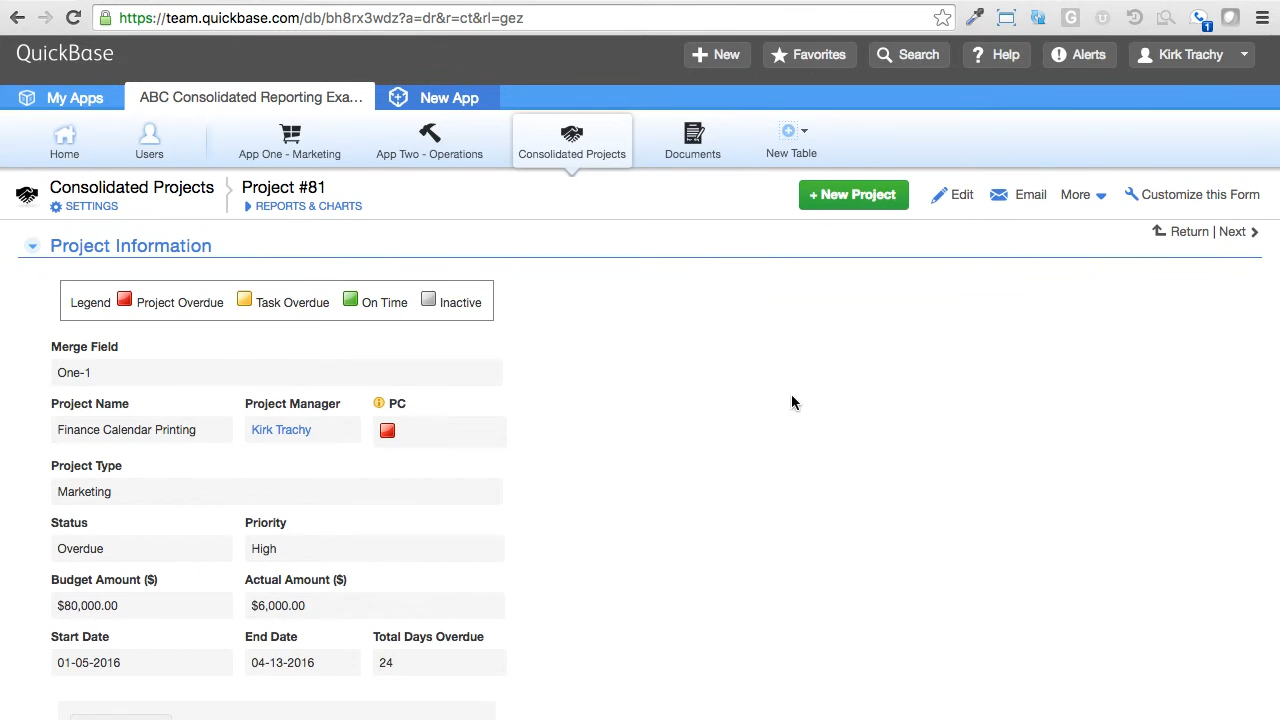 https://team.quickbase.com/db/bh8rx3wdz?a=dr&r=ct&rl=gez
1
QuickBase
New Favorites Search ? Help Alerts Kirk Trachy
My Apps ABC Consolidated Reporting Exa... New App
Home Users App One - Marketing App Two - Operations Consolidated Projects Documents New Table
Consolidated Projects Project #81
SETTINGS REPORTS & CHARTS
+ New Project Edit Email More Customize this Form
Return | Next
Project Information
Legend Project Overdue Task Overdue On Time Inactive
Merge Field
One-1
Project Name Project Manager PC
Finance Calendar Printing Kirk Trachy
Project Type
Marketing
Status Priority
Overdue High
Budget Amount ($) Actual Amount ($)
$80,000.00 $6,000.00
Start Date End Date Total Days Overdue
01-05-2016 04-13-2016 24